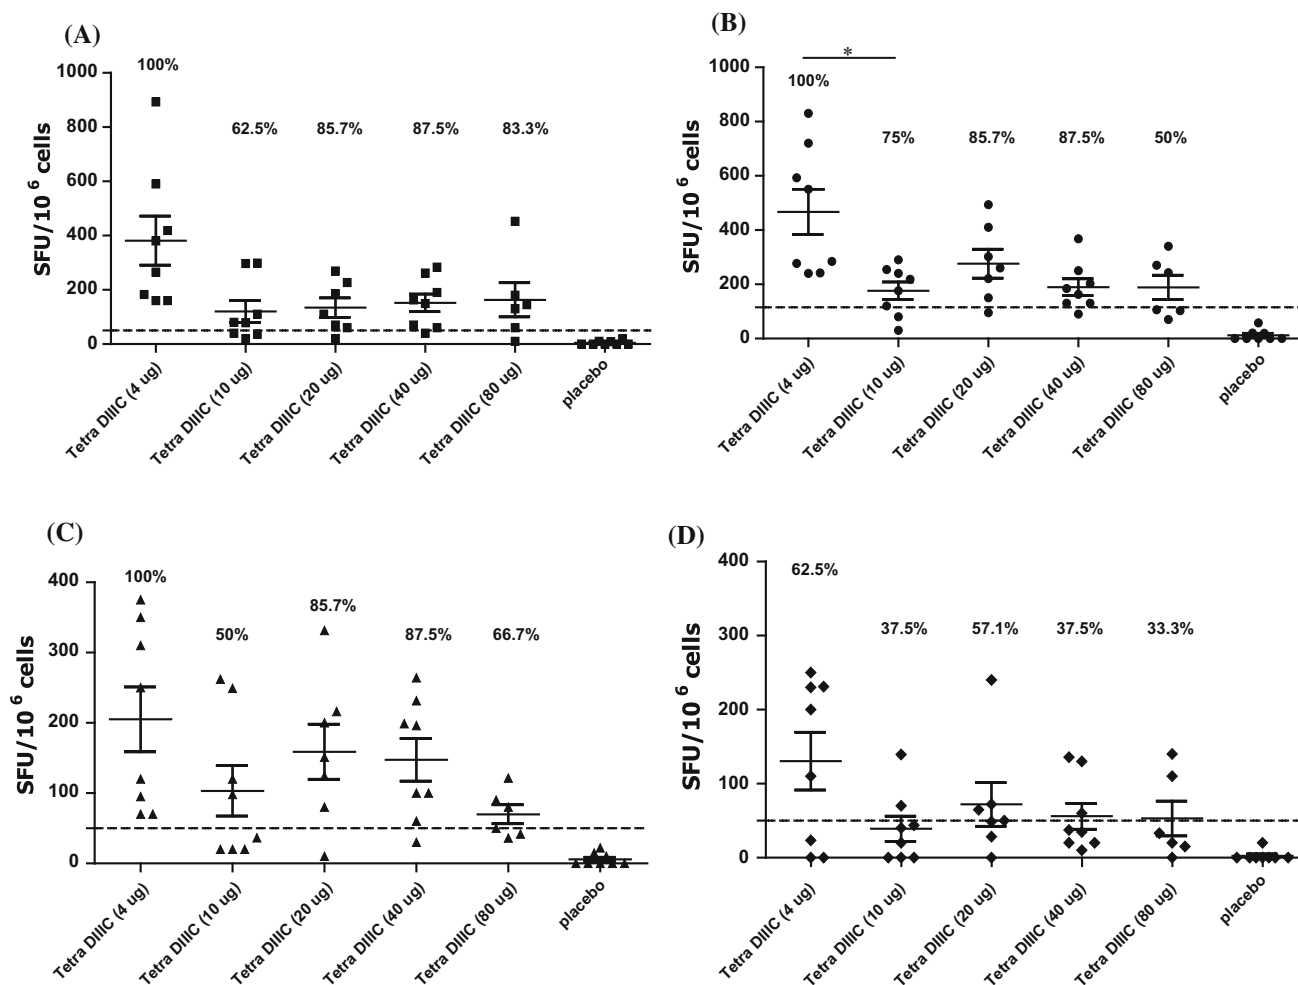 (A)
SFU/10 6 cells
1000
800
600
400
200
0
100%
62.5%
85.7%
87.5%
83.3%
Tetra DIIIC (4 ug)
Tetra DIIIC (10 ug)
Tetra DIIIC (20 ug)
Tetra DIIIC (40 ug)
Tetra DIIIC (80 ug)
placebo
(B)
SFU/10 6 cells
1000
800
600
400
200
0
*
100%
75%
85.7%
87.5%
50%
Tetra DIIIC (4 ug)
Tetra DIIIC (10 ug)
Tetra DIIIC (20 ug)
Tetra DIIIC (40 ug)
Tetra DIIIC (80 ug)
placebo
(C)
SFU/10 6 cells
400
300
200
100
0
100%
50%
85.7%
87.5%
66.7%
Tetra DIIIC (4 ug)
Tetra DIIIC (10 ug)
Tetra DIIIC (20 ug)
Tetra DIIIC (40 ug)
Tetra DIIIC (80 ug)
placebo
(D)
SFU/10 6 cells
400
300
200
100
0
62.5%
37.5%
57.1%
37.5%
33.3%
Tetra DIIIC (4 ug)
Tetra DIIIC (10 ug)
Tetra DIIIC (20 ug)
Tetra DIIIC (40 ug)
Tetra DIIIC (80 ug)
placebo